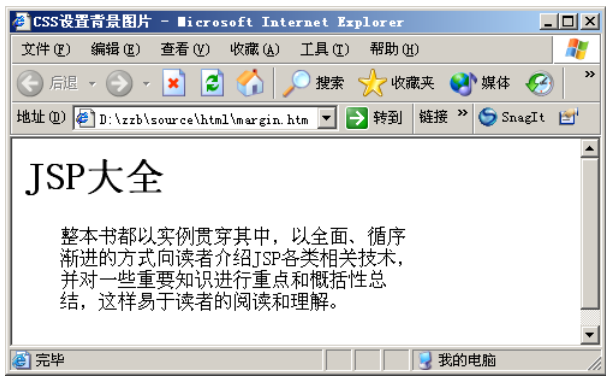 CSS设置背景图片 - Microsoft Internet Explorer
文件(F) 编辑(E) 查看(V) 收藏(A) 工具(T) 帮助(H)
后退 搜索 收藏夹 媒体 »
地址(D) D:\zzb\source\html\margin.htm 转到 链接 » SnagIt
JSP大全
整本书都以实例贯穿其中，以全面、循序
渐进的方式向读者介绍JSP各类相关技术，
并对一些重要知识进行重点和概括性总
结，这样易于读者的阅读和理解。
完毕 我的电脑